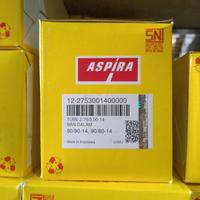 SNI
ASPIRA
12-2753001400000
TUBE 2.75/3.00-14
BAN DALAM
80/90-14, 90/80-14
Made in Indonesia